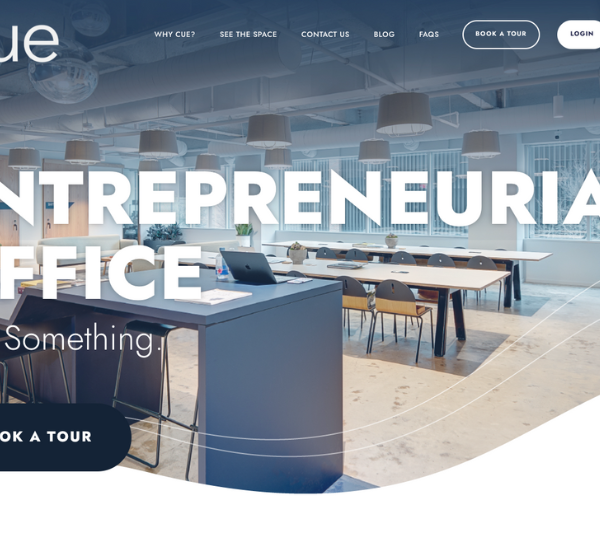 ue
WHY CUE? SEE THE SPACE CONTACT US BLOG FAQS BOOK A TOUR LOGIN
NTREPRENEURIA
FFICE
Something.
OK A TOUR